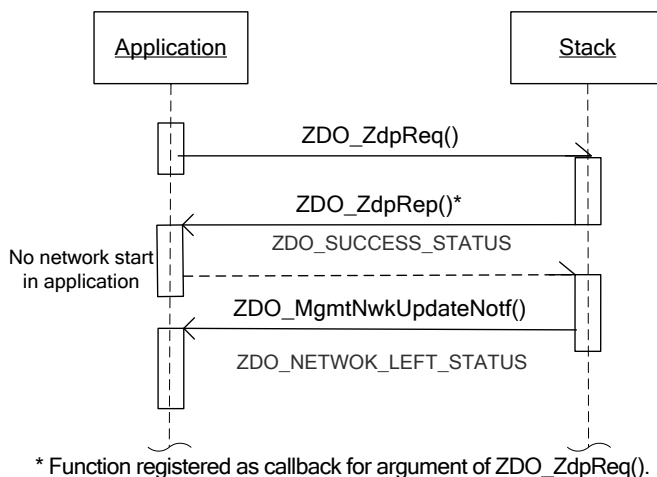 Application
Stack
ZDO_ZdpReq()
ZDO_ZdpRep()*
ZDO_SUCCESS_STATUS
No network start
in application
ZDO_MgmtNwkUpdateNotf()
ZDO_NETWOK_LEFT_STATUS
* Function registered as callback for argument of ZDO_ZdpReq().